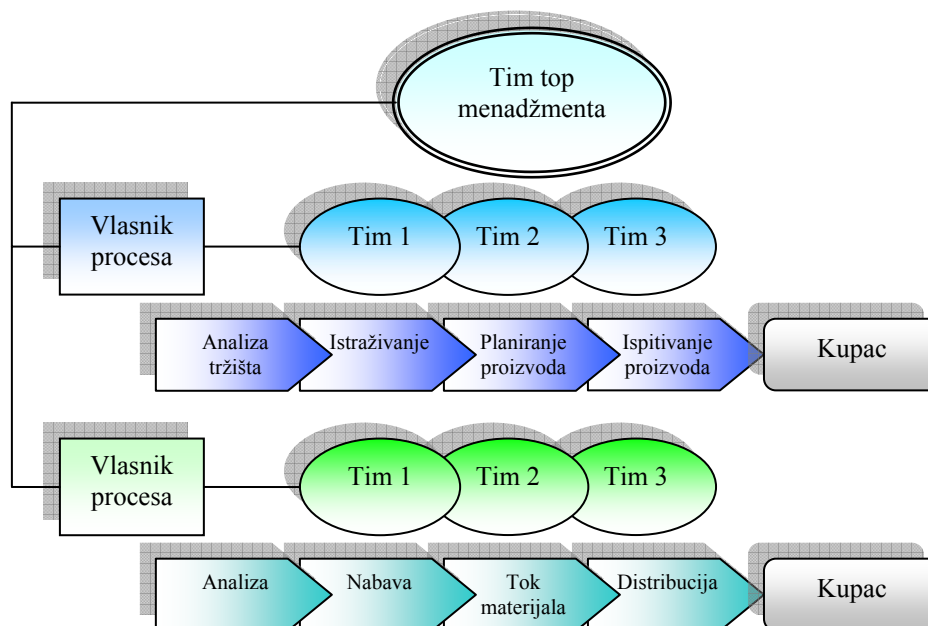 Tim top
menadžmenta
Vlasnik
procesa
Tim 1
Tim 2
Tim 3
Analiza
tržišta
Istraživanje
Planiranje
proizvoda
Ispitivanje
proizvoda
Kupac
Vlasnik
procesa
Tim 1
Tim 2
Tim 3
Analiza
Nabava
Tok
materijala
Distribucija
Kupac